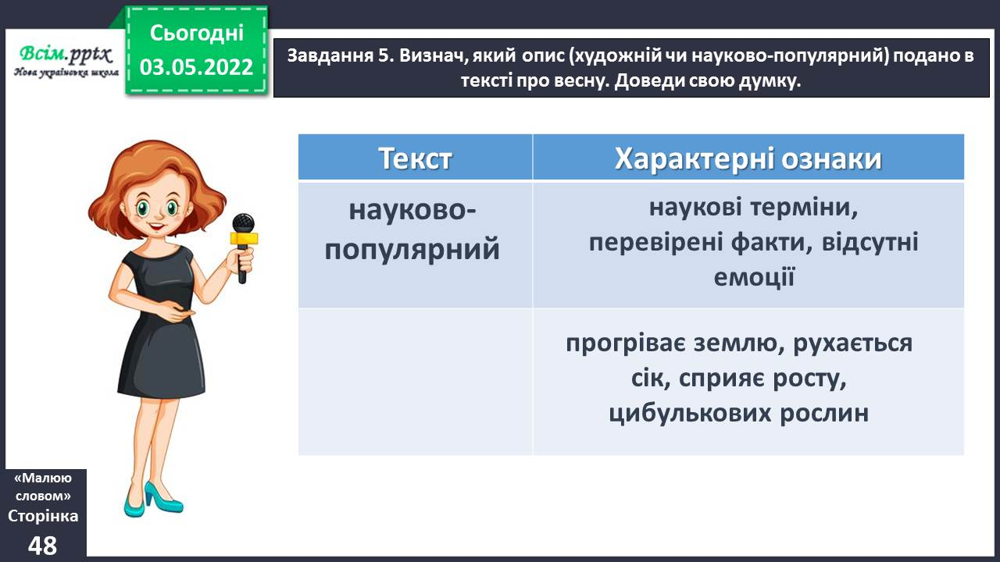 Всім.pptx
Нова українська школа
Сьогодні
03.05.2022
Завдання 5. Визнач, який опис (художній чи науково-популярний) подано в
тексті про весну. Доведи свою думку.
Текст
Характерні ознаки
науково-
популярний
наукові терміни,
перевірені факти, відсутні
емоції
прогріває землю, рухається
сік, сприяє росту,
цибулькових рослин
«Малюю
словом»
Сторінка
48